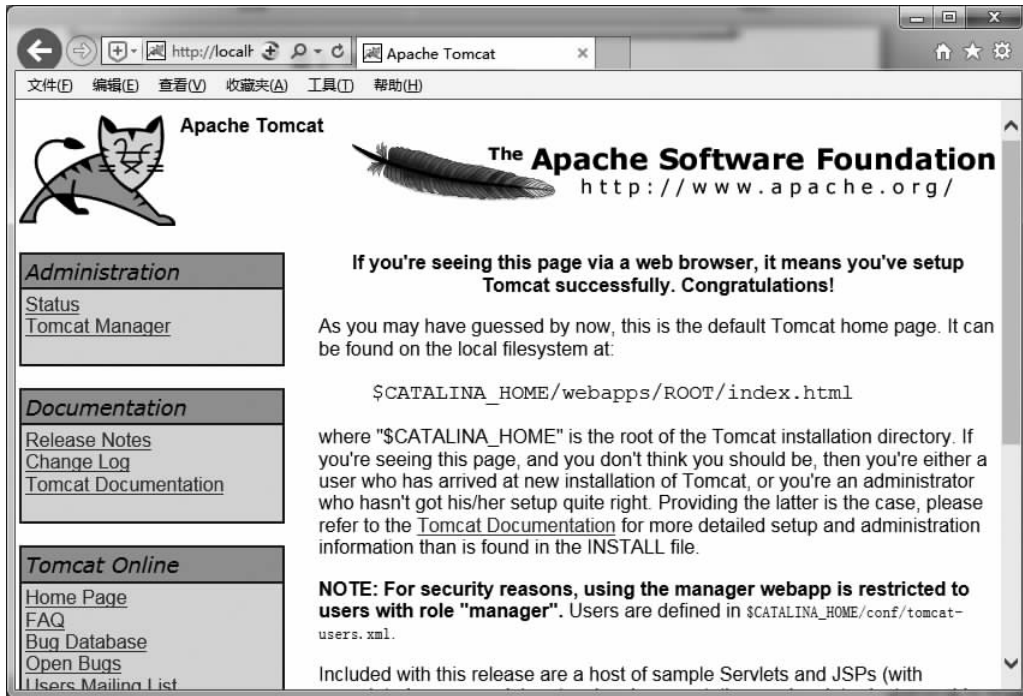 http://localh
Apache Tomcat
文件(F) 编辑(E) 查看(V) 收藏夹(A) 工具(T) 帮助(H)
Apache Tomcat
The Apache Software Foundation
http://www.apache.org/
Administration
Status
Tomcat Manager
Documentation
Release Notes
Change Log
Tomcat Documentation
Tomcat Online
Home Page
FAQ
Bug Database
Open Bugs
Users Mailing List
If you're seeing this page via a web browser, it means you've setup
Tomcat successfully. Congratulations!
As you may have guessed by now, this is the default Tomcat home page. It can
be found on the local filesystem at:
$CATALINA_HOME/webapps/ROOT/index.html
where "$CATALINA_HOME" is the root of the Tomcat installation directory. If
you're seeing this page, and you don't think you should be, then you're either a
user who has arrived at new installation of Tomcat, or you're an administrator
who hasn't got his/her setup quite right. Providing the latter is the case, please
refer to the Tomcat Documentation for more detailed setup and administration
information than is found in the INSTALL file.
NOTE: For security reasons, using the manager webapp is restricted to
users with role "manager". Users are defined in $CATALINA_HOME/conf/tomcat-
users.xml.
Included with this release are a host of sample Servlets and JSPs (with